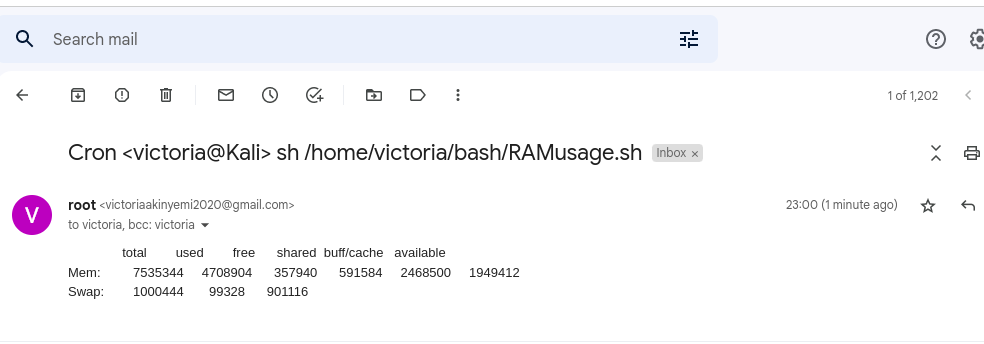 Search mail
1 of 1,202
Cron <victoria@Kali> sh /home/victoria/bash/RAMusage.sh Inbox ×
V
root <victoriaakinyemi2020@gmail.com> 23:00 (1 minute ago)
to victoria, bcc: victoria
total used free shared buff/cache available
Mem: 7535344 4708904 357940 591584 2468500 1949412
Swap: 1000444 99328 901116